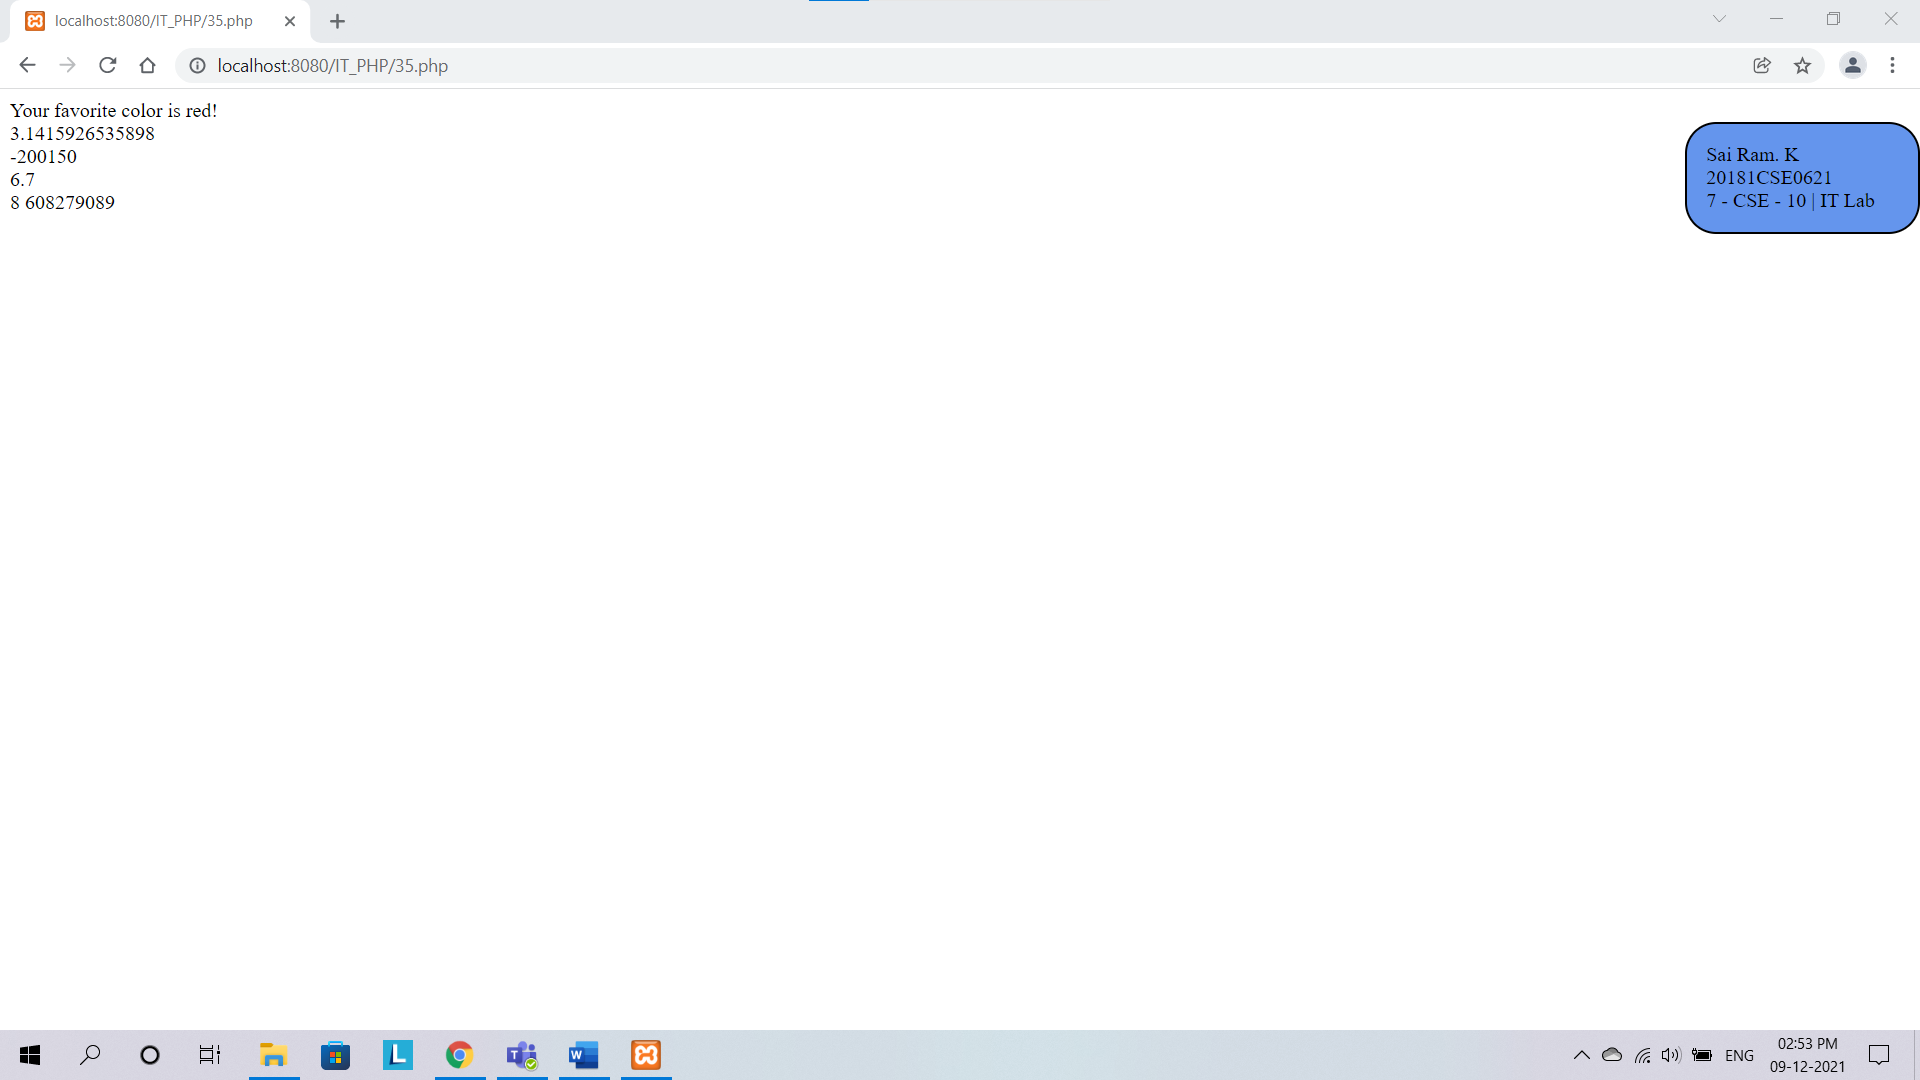 localhost:8080/IT_PHP/35.php
localhost:8080/IT_PHP/35.php
Your favorite color is red!
3.1415926535898
-200150
6.7
8 608279089
Sai Ram. K
20181CSE0621
7 - CSE - 10 | IT Lab
L
T
W
ENG
02:53 PM
09-12-2021